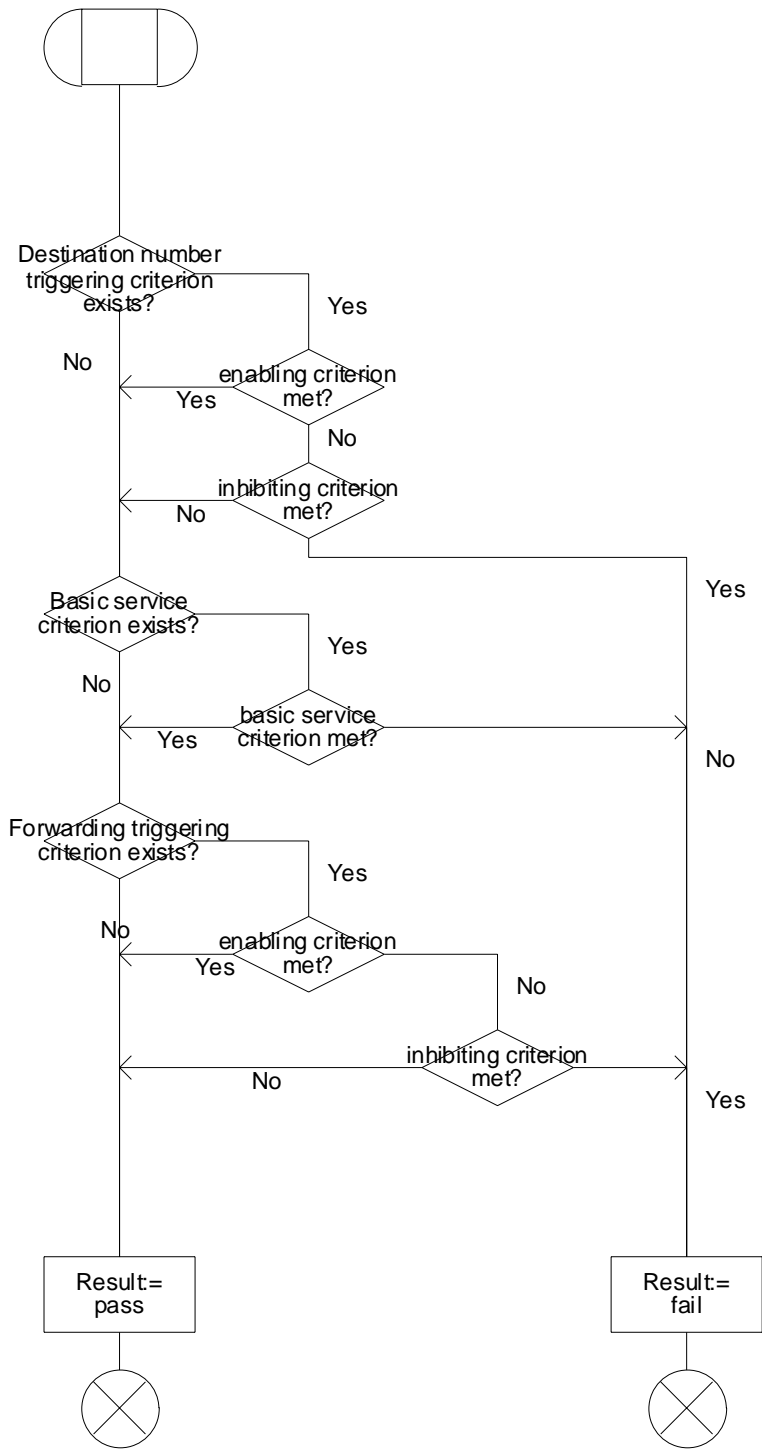 Destination number
triggering criterion
exists?
Yes
No
enabling criterion
met?
Yes
No
inhibiting criterion
met?
No
Yes
Basic service
criterion exists?
Yes
No
basic service
criterion met?
Yes
No
Forwarding triggering
criterion exists?
Yes
No
enabling criterion
met?
Yes
No
inhibiting criterion
met?
No
Yes
Result:=
pass
Result:=
fail